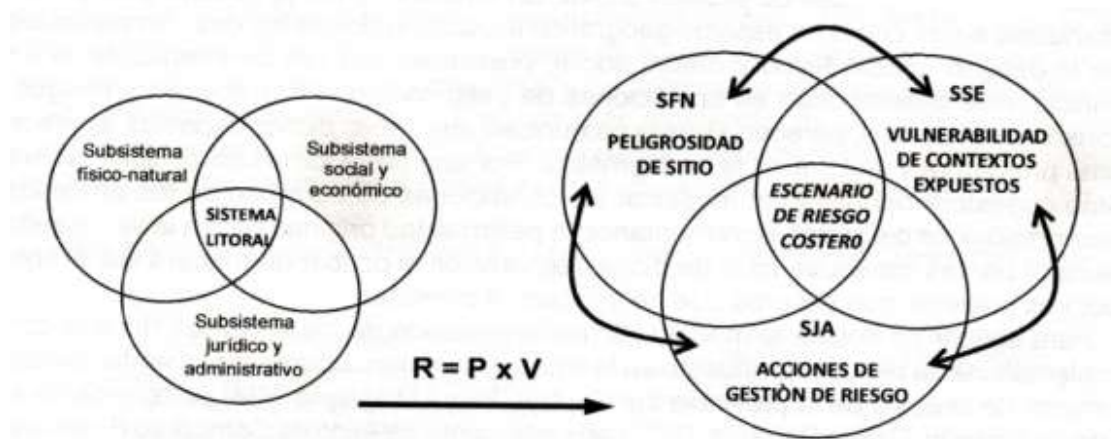 Subsistema
físico-natural
Subsistema
social y
económico
SISTEMA
LITORAL
Subsistema
jurídico y
administrativo
R = P x V
SFN
PELIGROSIDAD
DE SITIO
SSE
VULNERABILIDAD
DE CONTEXTOS
EXPUESTOS
ESCENARIO
DE RIESGO
COSTER0
SJA
ACCIONES DE
GESTIÒN DE RIESGO